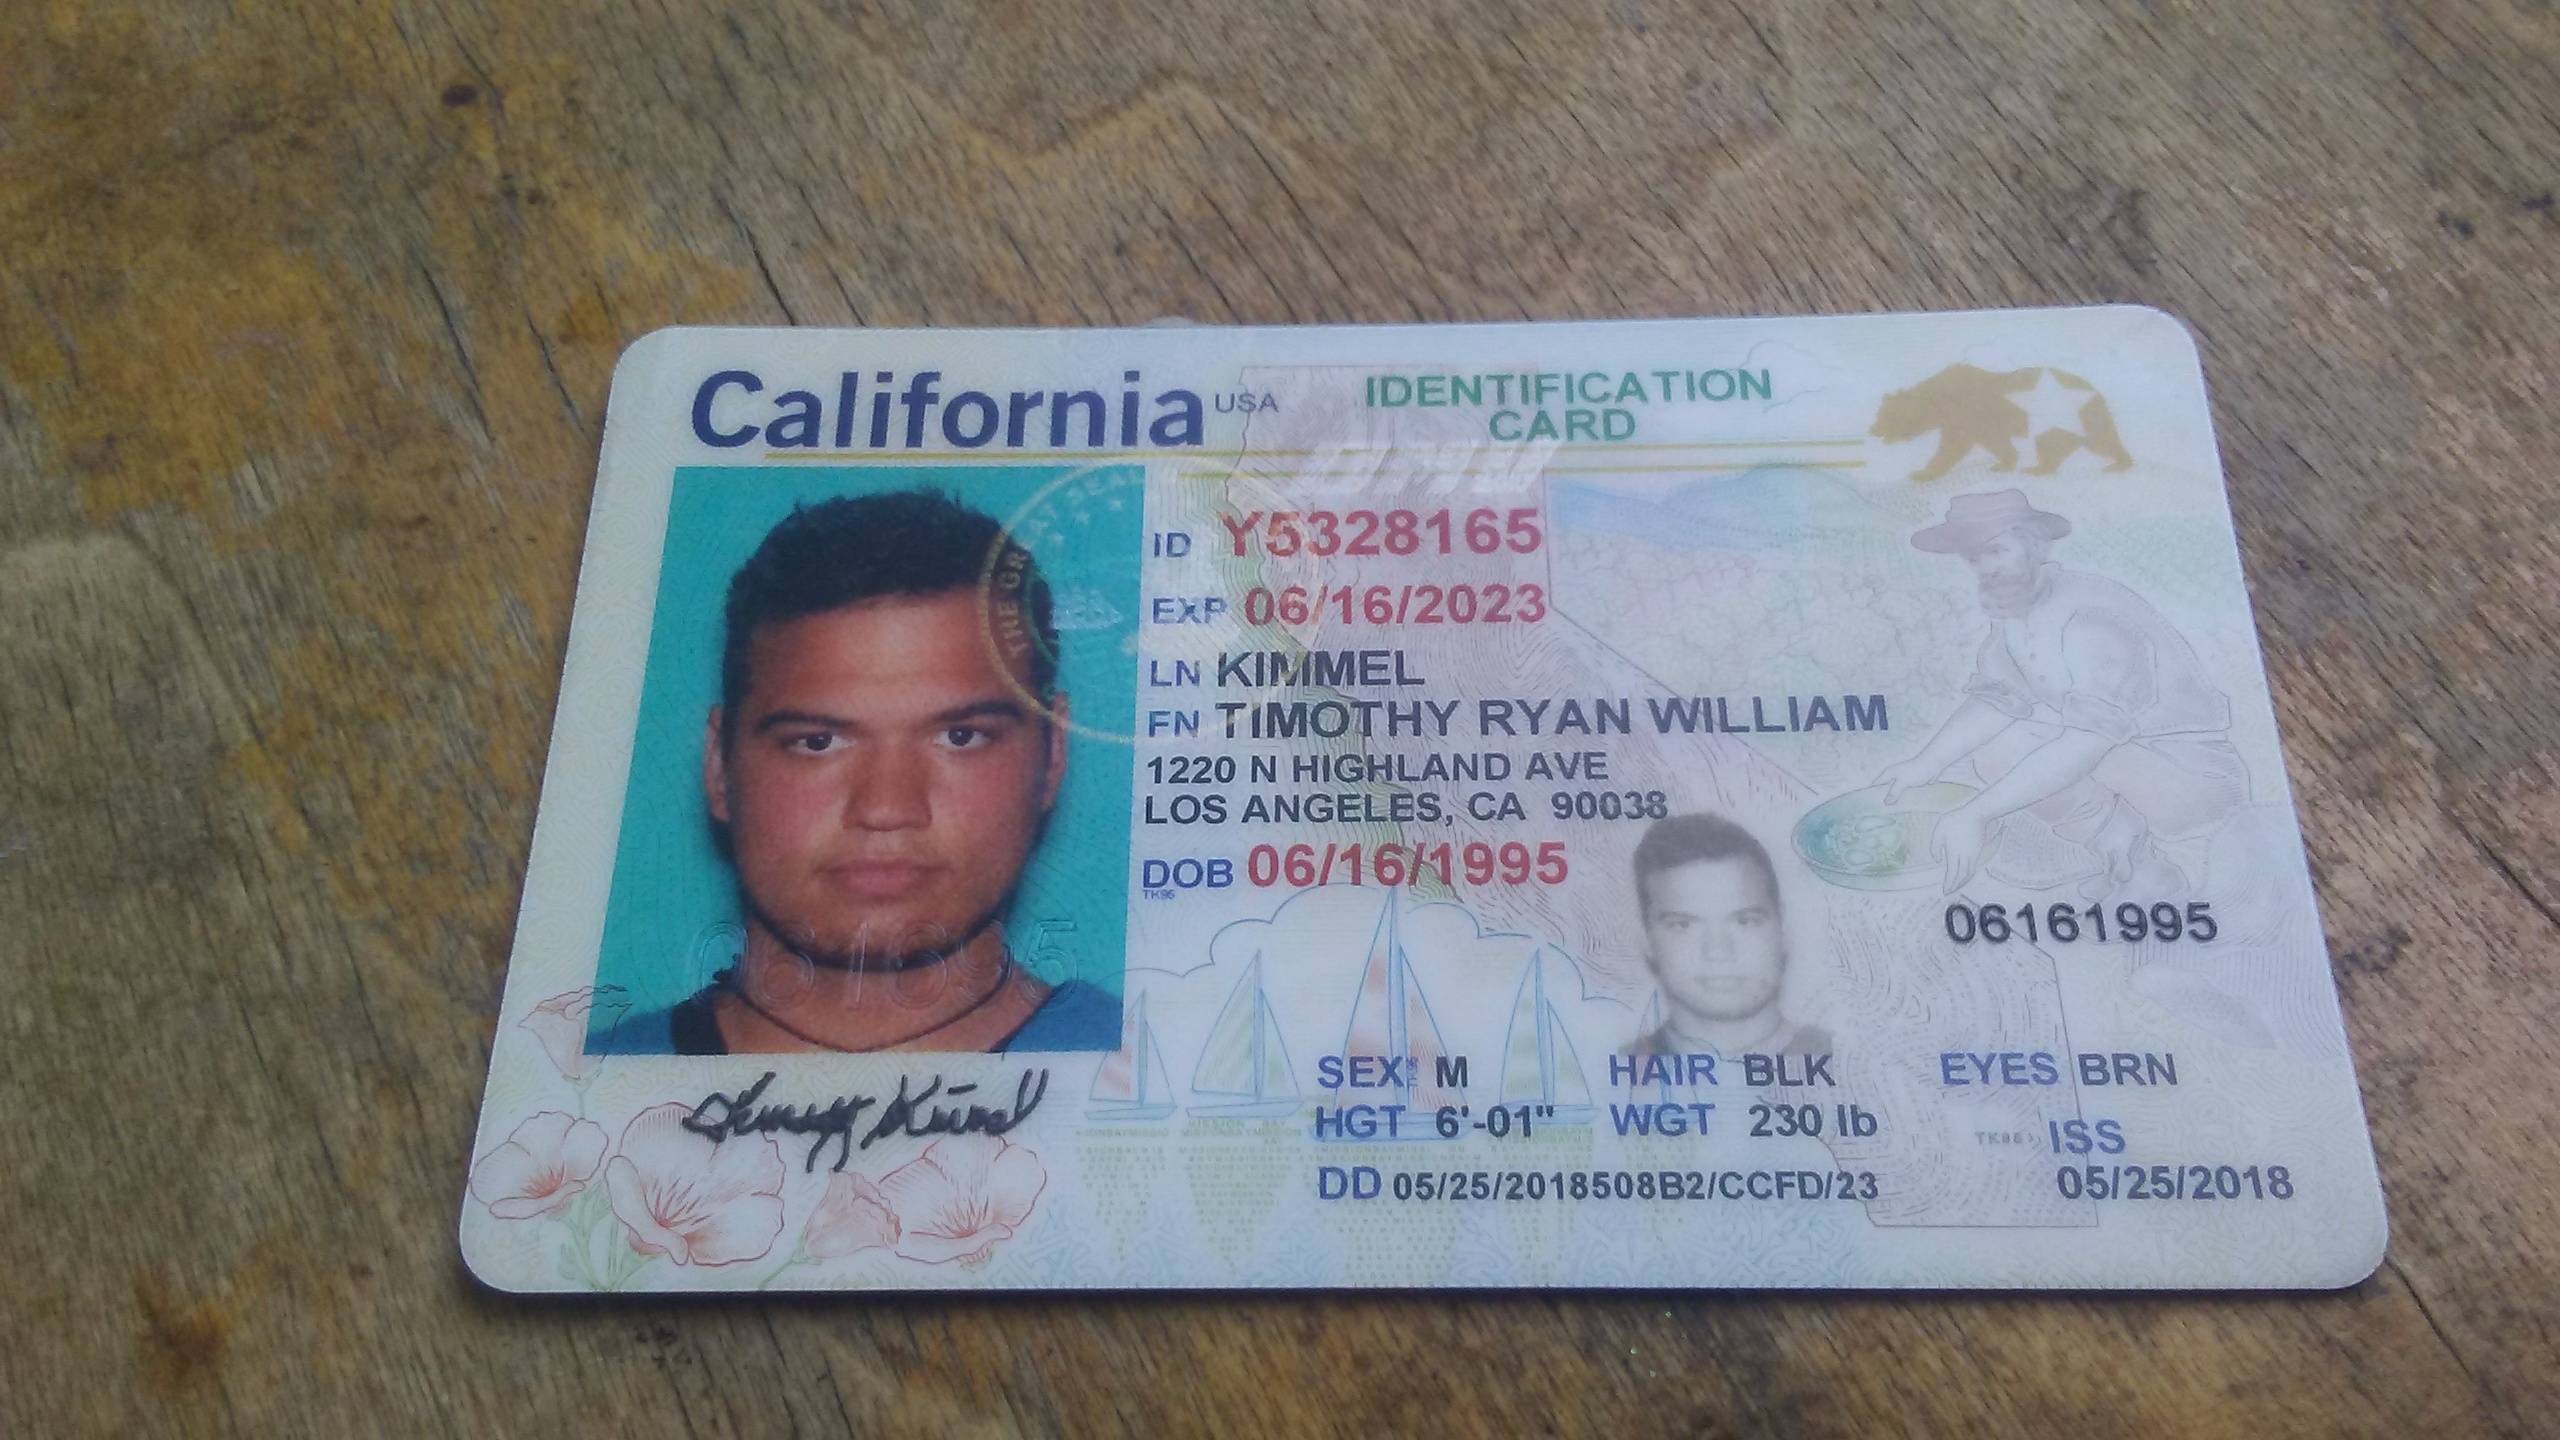 California USA IDENTIFICATION CARD
DMV
THE GREAT SEAL
ID Y5328165
EXP 06/16/2023
LN KIMMEL
FN TIMOTHY RYAN WILLIAM
1220 N HIGHLAND AVE
LOS ANGELES, CA 90038
DOB 06/16/1995
TK95
06161995
061695
SEX M HAIR BLK EYES BRN
HGT 6'-01" WGT 230 lb
ISS
DD 05/25/2018508B2/CCFD/23 05/25/2018